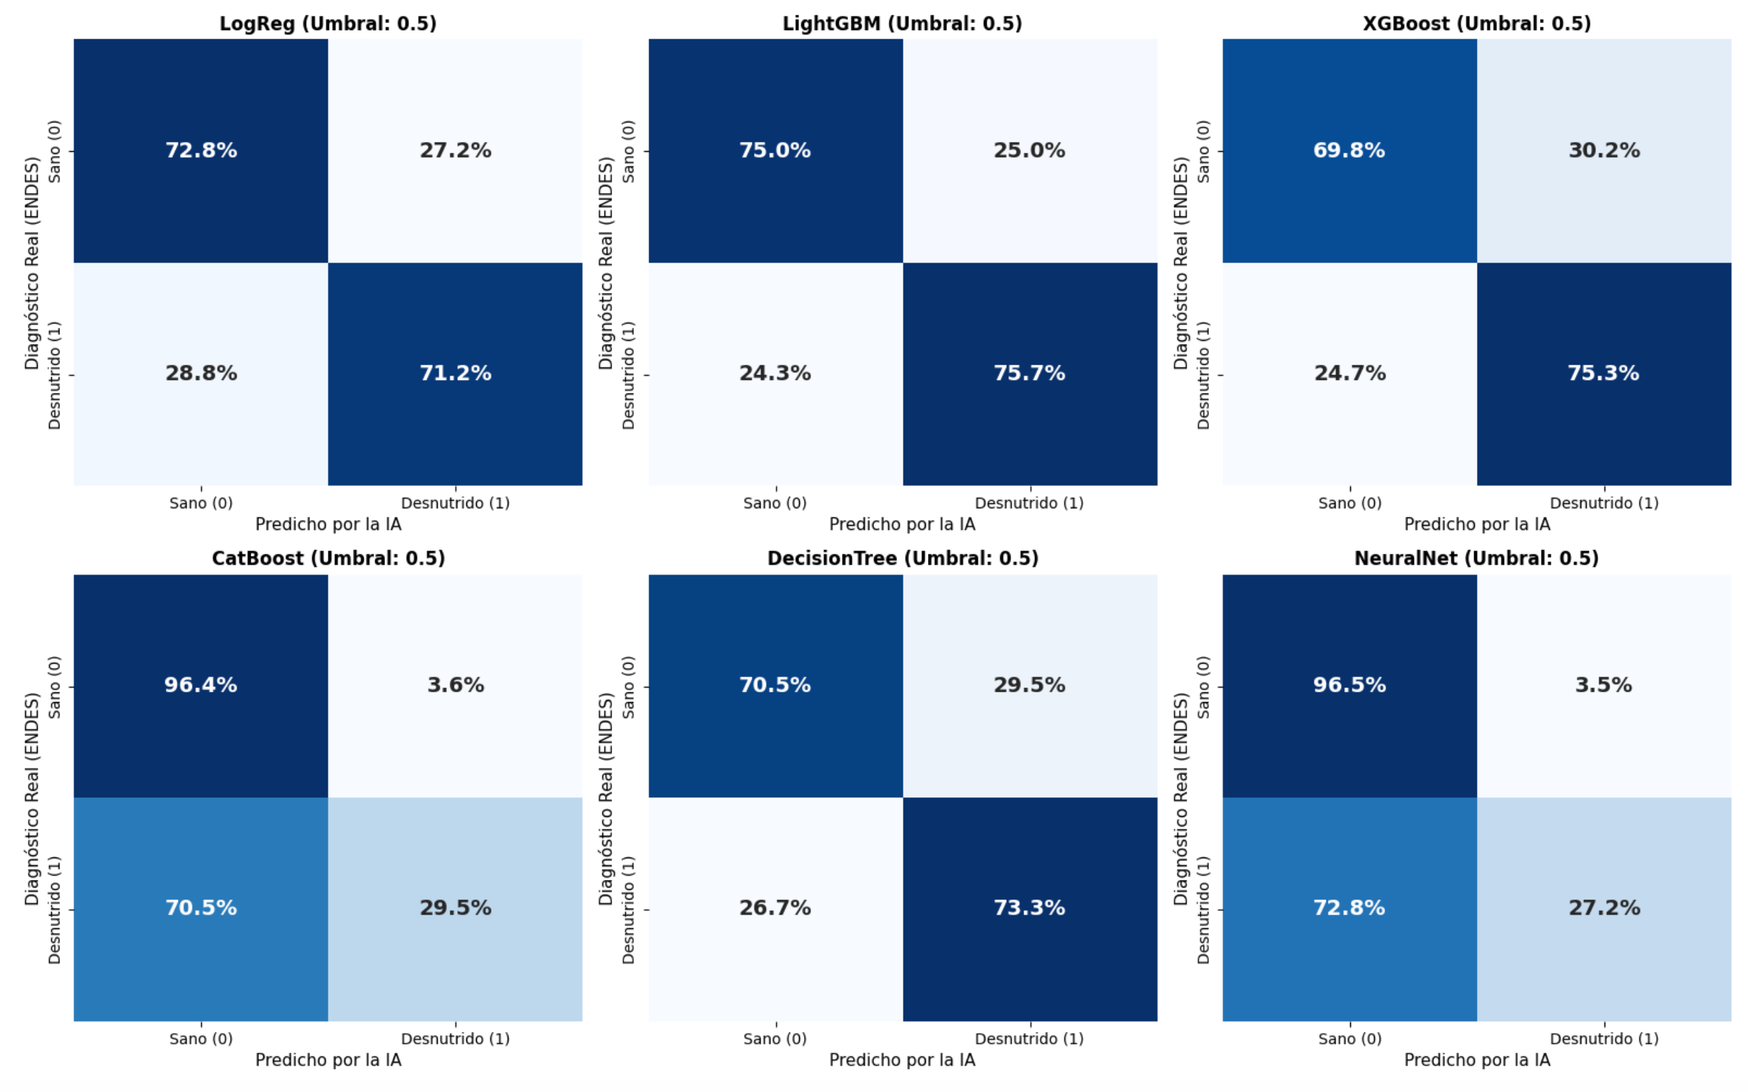 LogReg (Umbral: 0.5)
Diagnóstico Real (ENDES)
Sano (0)
72.8%
27.2%
Desnutrido (1)
28.8%
71.2%
Sano (0)
Desnutrido (1)
Predicho por la IA
LightGBM (Umbral: 0.5)
Diagnóstico Real (ENDES)
Sano (0)
75.0%
25.0%
Desnutrido (1)
24.3%
75.7%
Sano (0)
Desnutrido (1)
Predicho por la IA
XGBoost (Umbral: 0.5)
Diagnóstico Real (ENDES)
Sano (0)
69.8%
30.2%
Desnutrido (1)
24.7%
75.3%
Sano (0)
Desnutrido (1)
Predicho por la IA
CatBoost (Umbral: 0.5)
Diagnóstico Real (ENDES)
Sano (0)
96.4%
3.6%
Desnutrido (1)
70.5%
29.5%
Sano (0)
Desnutrido (1)
Predicho por la IA
DecisionTree (Umbral: 0.5)
Diagnóstico Real (ENDES)
Sano (0)
70.5%
29.5%
Desnutrido (1)
26.7%
73.3%
Sano (0)
Desnutrido (1)
Predicho por la IA
NeuralNet (Umbral: 0.5)
Diagnóstico Real (ENDES)
Sano (0)
96.5%
3.5%
Desnutrido (1)
72.8%
27.2%
Sano (0)
Desnutrido (1)
Predicho por la IA